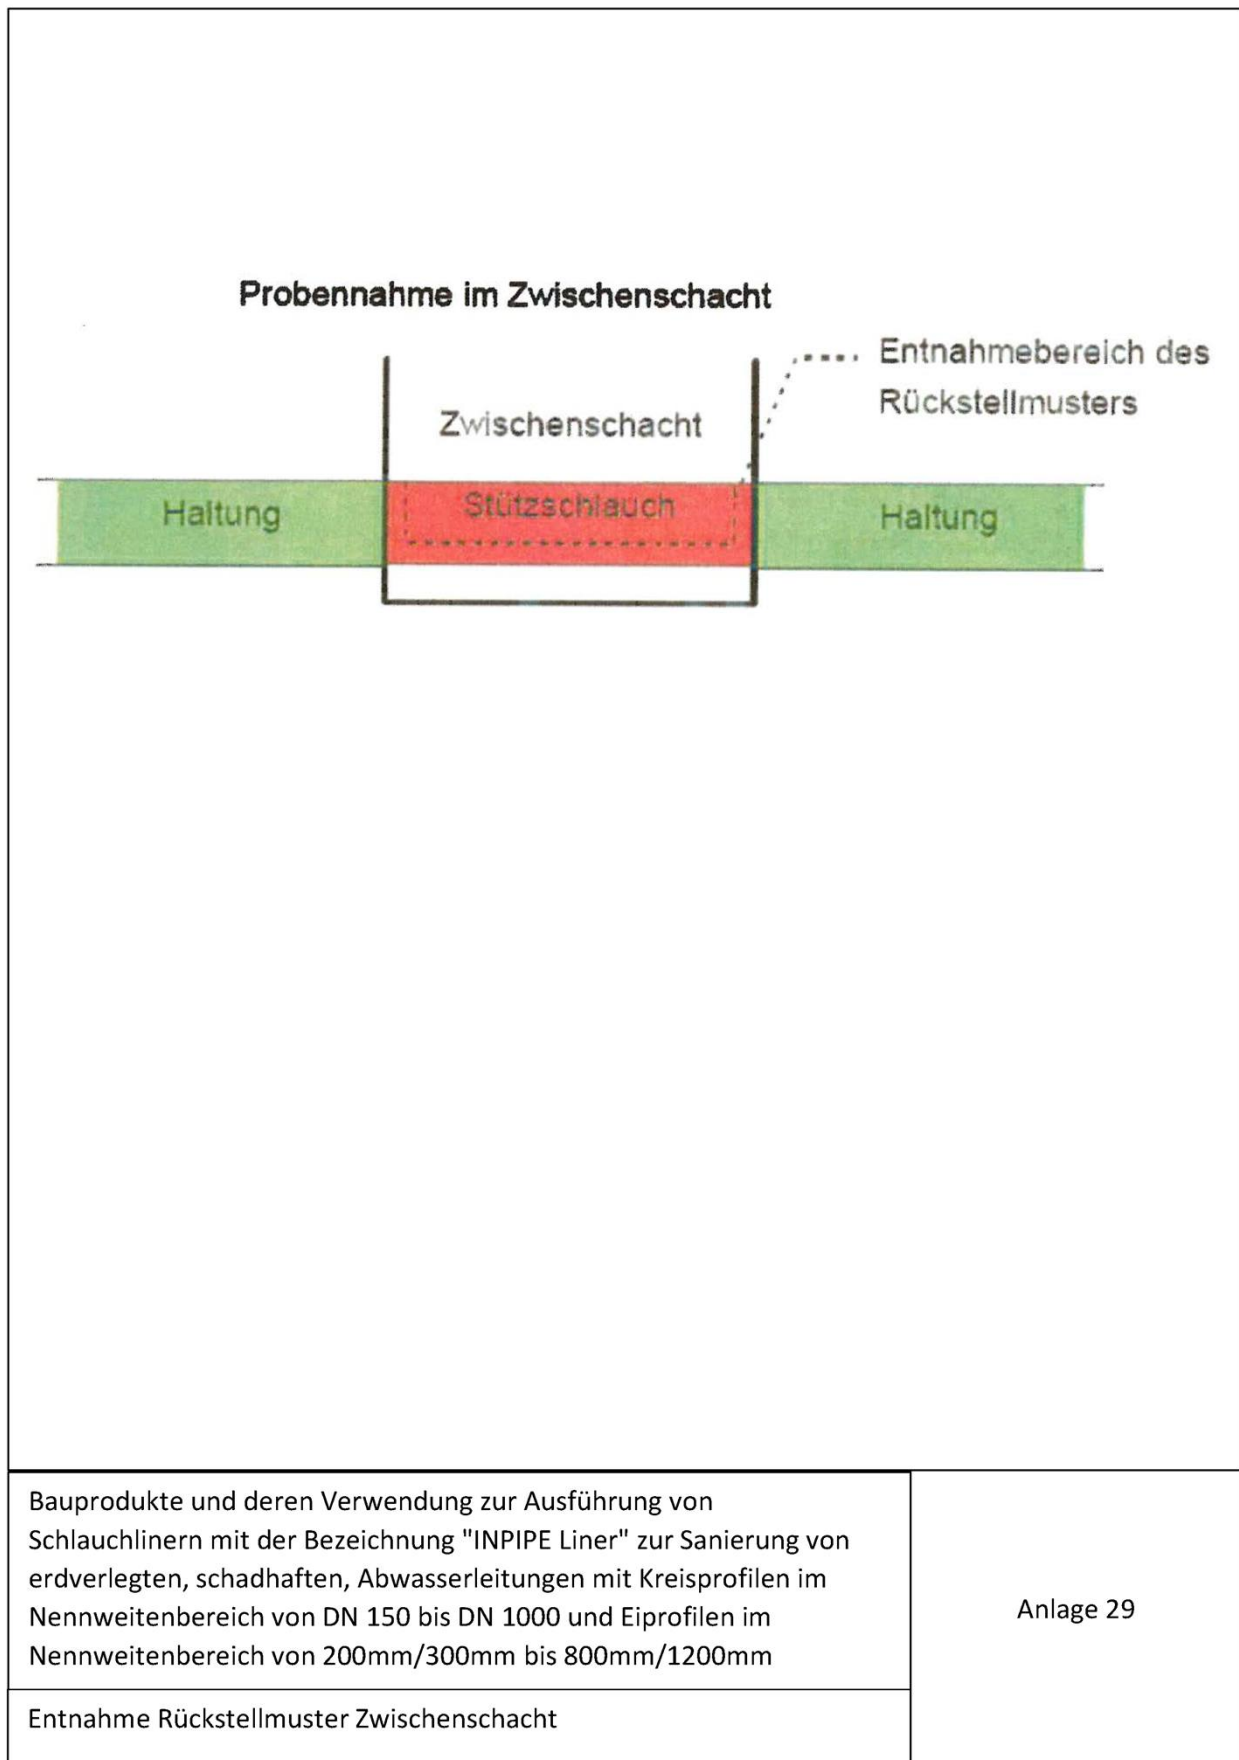 Probennahme im Zwischenschacht
Entnahmebereich des
Rückstellmusters
Zwischenschacht
Haltung
Stützschlauch
Haltung
Bauprodukte und deren Verwendung zur Ausführung von
Schlauchlinern mit der Bezeichnung "INPIPE Liner" zur Sanierung von
erdverlegten, schadhaften, Abwasserleitungen mit Kreisprofilen im
Nennweitenbereich von DN 150 bis DN 1000 und Eiprofilen im
Nennweitenbereich von 200mm/300mm bis 800mm/1200mm
Anlage 29
Entnahme Rückstellmuster Zwischenschacht